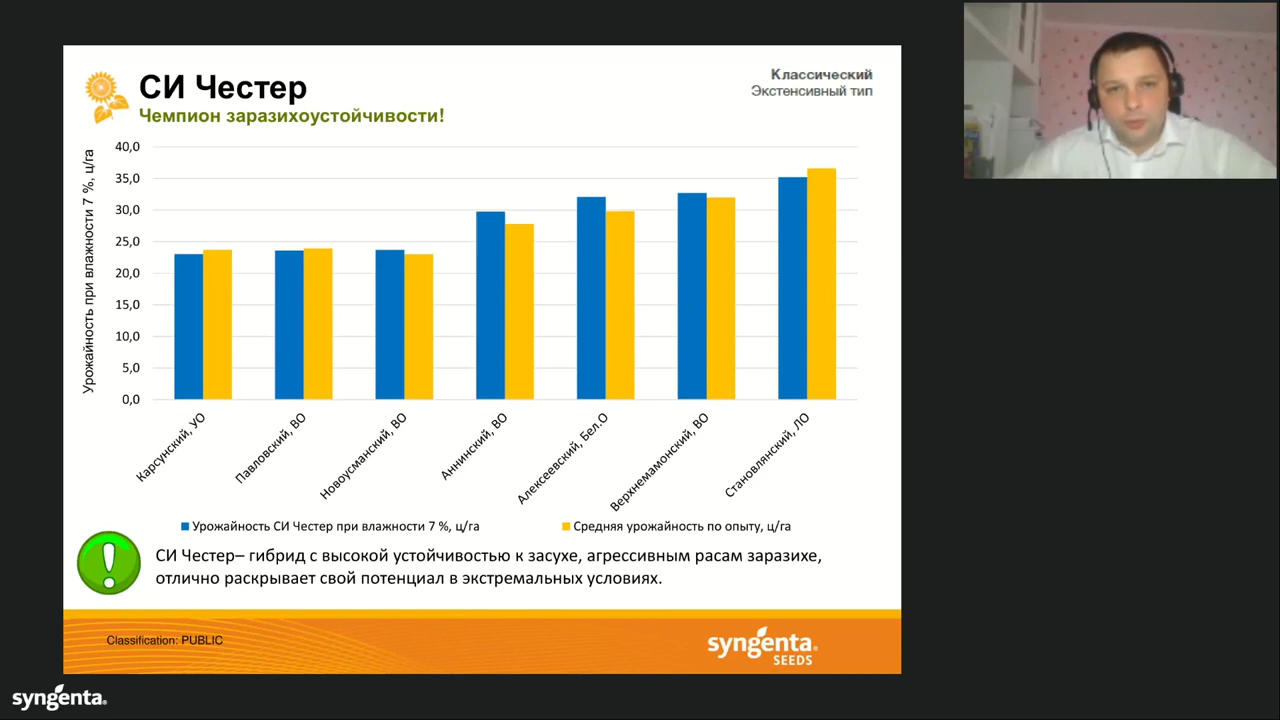 СИ Честер
Чемпион заразихоустойчивости!
Классический
Экстенсивный тип
Урожайность при влажности 7 %, ц/га
40,0
35,0
30,0
25,0
20,0
15,0
10,0
5,0
0,0
Карсунский, УО
Павловский, ВО
Новоусманский, ВО
Аннинский, ВО
Алексеевский, Бел.О
Верхнемамонский, ВО
Становлянский, ЛО
Урожайность СИ Честер при влажности 7 %, ц/га
Средняя урожайность по опыту, ц/га
СИ Честер– гибрид с высокой устойчивостью к засухе, агрессивным расам заразихе,
отлично раскрывает свой потенциал в экстремальных условиях.
Classification: PUBLIC
syngenta
SEEDS
syngenta